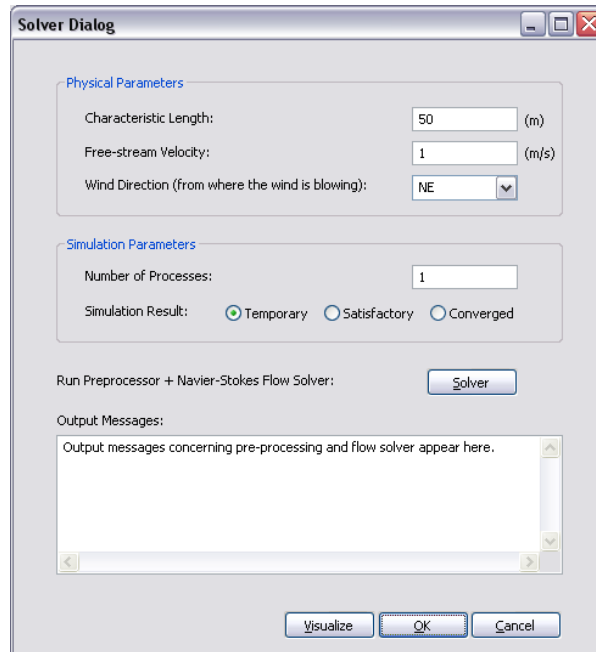 Solver Dialog
Physical Parameters
Characteristic Length: 50 (m)
Free-stream Velocity: 1 (m/s)
Wind Direction (from where the wind is blowing): NE
Simulation Parameters
Number of Processes: 1
Simulation Result: Temporary Satisfactory Converged
Run Preprocessor + Navier-Stokes Flow Solver: Solver
Output Messages:
Output messages concerning pre-processing and flow solver appear here.
Visualize OK Cancel